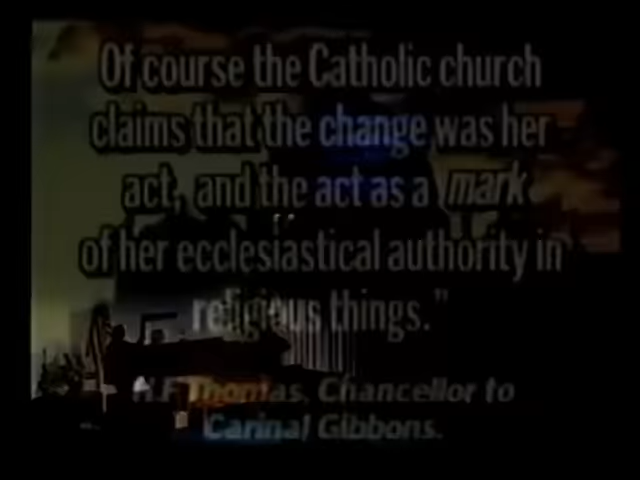 Of course the Catholic church
claims that the change was her
act, and the act as a mark
of her ecclesiastical authority in
religious things."
H.F Thomas, Chancellor to
Carinal Gibbons.